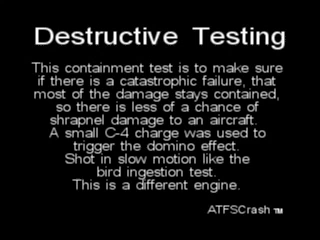 Destructive Testing
This containment test is to make sure
if there is a catastrophic failure, that
most of the damage stays contained,
so there is less of a chance of
shrapnel damage to an aircraft.
A small C-4 charge was used to
trigger the domino effect.
Shot in slow motion like the
bird ingestion test.
This is a different engine.
ATFSCrash ™